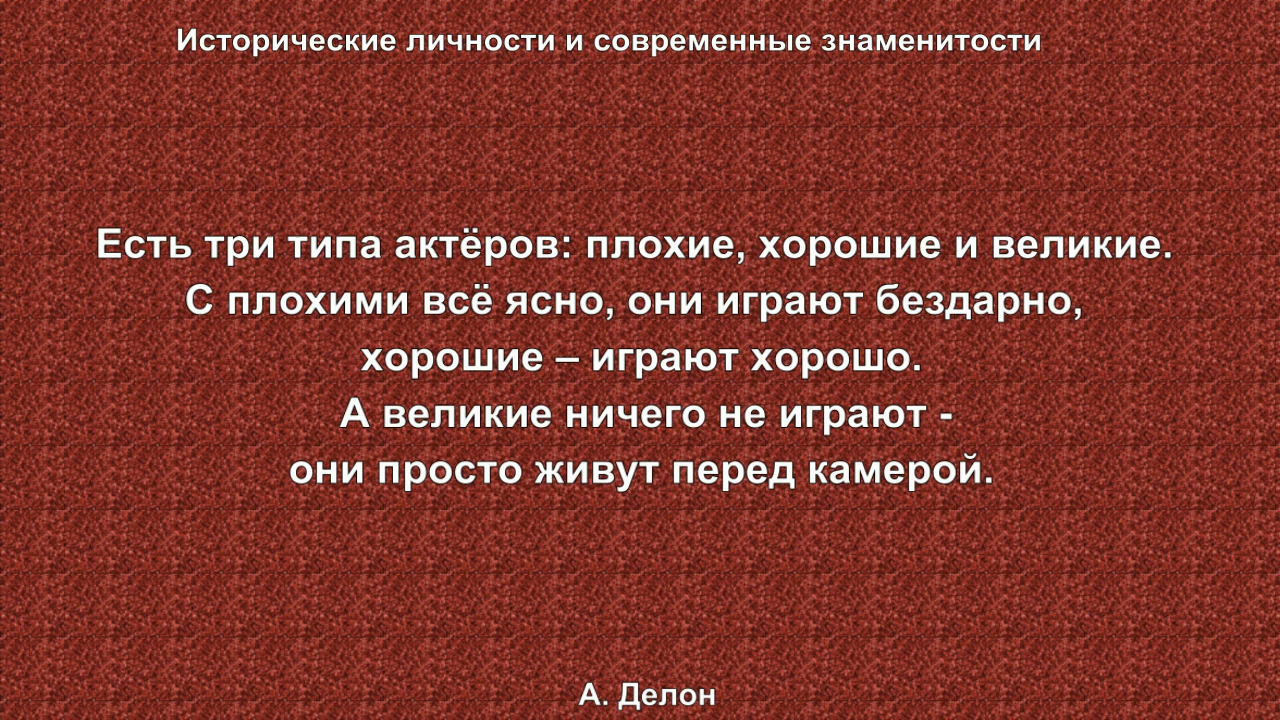 Исторические личности и современные знаменитости
Есть три типа актёров: плохие, хорошие и великие.
С плохими всё ясно, они играют бездарно,
хорошие – играют хорошо.
А великие ничего не играют -
они просто живут перед камерой.
А. Делон